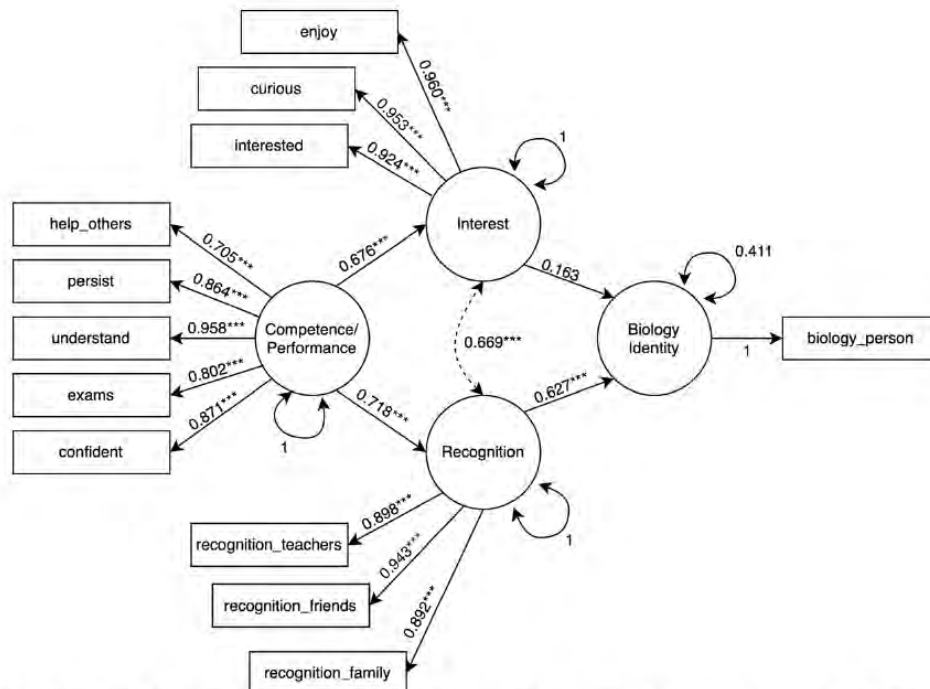 enjoy
curious
interested
0.960***
0.953***
0.924***
1
Interest
help_others
persist
understand
exams
confident
0.705***
0.864***
0.958***
0.802***
0.871***
Competence/
Performance
1
0.676***
0.718***
0.669***
0.163
0.627***
0.411
Biology
Identity
1
biology_person
Recognition
1
0.898***
0.943***
0.892***
recognition_teachers
recognition_friends
recognition_family